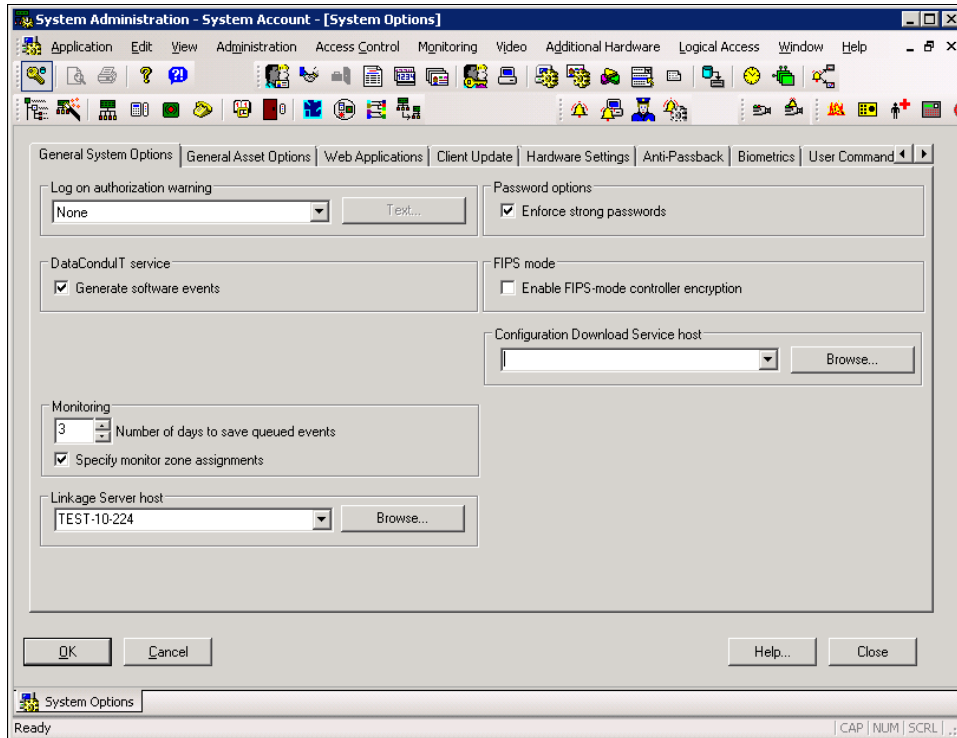 System Administration - System Account - [System Options]
Application Edit View Administration Access Control Monitoring Video Additional Hardware Logical Access Window Help
General System Options General Asset Options Web Applications Client Update Hardware Settings Anti-Passback Biometrics User Command
Log on authorization warning
None Text...
Password options
Enforce strong passwords
DataConduIT service
Generate software events
FIPS mode
Enable FIPS-mode controller encryption
Configuration Download Service host
Browse...
Monitoring
3 Number of days to save queued events
Specify monitor zone assignments
Linkage Server host
TEST-10-224 Browse...
OK Cancel Help... Close
System Options
Ready CAP NUM SCRL